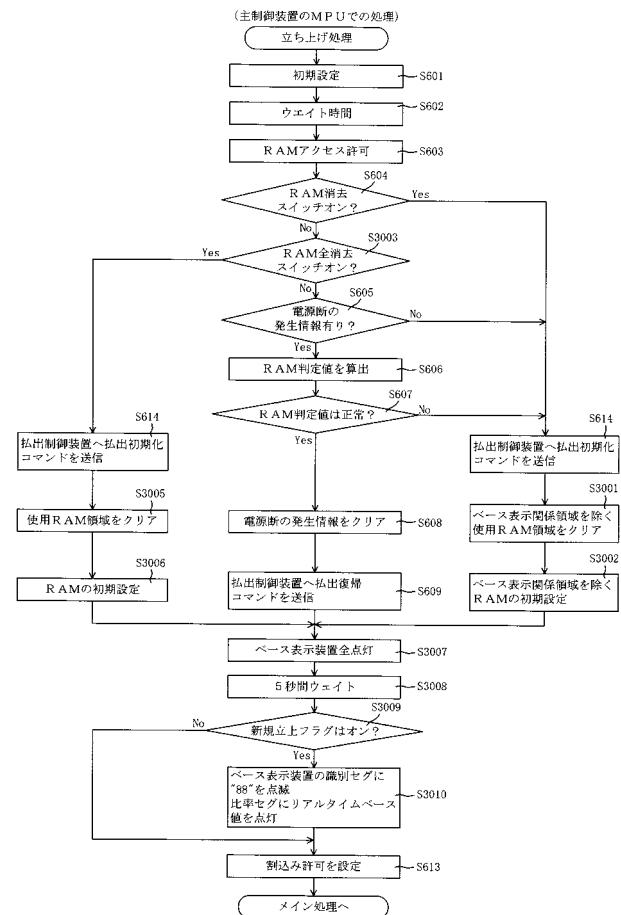 (主制御装置のMPUでの処理)
立ち上げ処理
初期設定
S601
ウエイト時間
S602
RAMアクセス許可
S603
S604
RAM消去
スイッチオン?
Yes
No
S3003
RAM全消去
スイッチオン?
Yes
No
S605
電源断の
発生情報有り?
No
Yes
RAM判定値を算出
S606
S607
RAM判定値は正常?
No
Yes
S614
払出制御装置へ払出初期化
コマンドを送信
S3005
使用RAM領域をクリア
S3006
RAMの初期設定
電源断の発生情報をクリア
S608
払出制御装置へ払出復帰
コマンドを送信
S609
S614
払出制御装置へ払出初期化
コマンドを送信
S3001
ベース表示関係領域を除く
使用RAM領域をクリア
S3002
ベース表示関係領域を除く
RAMの初期設定
ベース表示装置全点灯
S3007
5秒間ウェイト
S3008
S3009
新規立上フラグはオン?
No
Yes
ベース表示装置の識別セグに
"88"を点滅
比率セグにリアルタイムベース
値を点灯
S3010
割込み許可を設定
S613
メイン処理へ